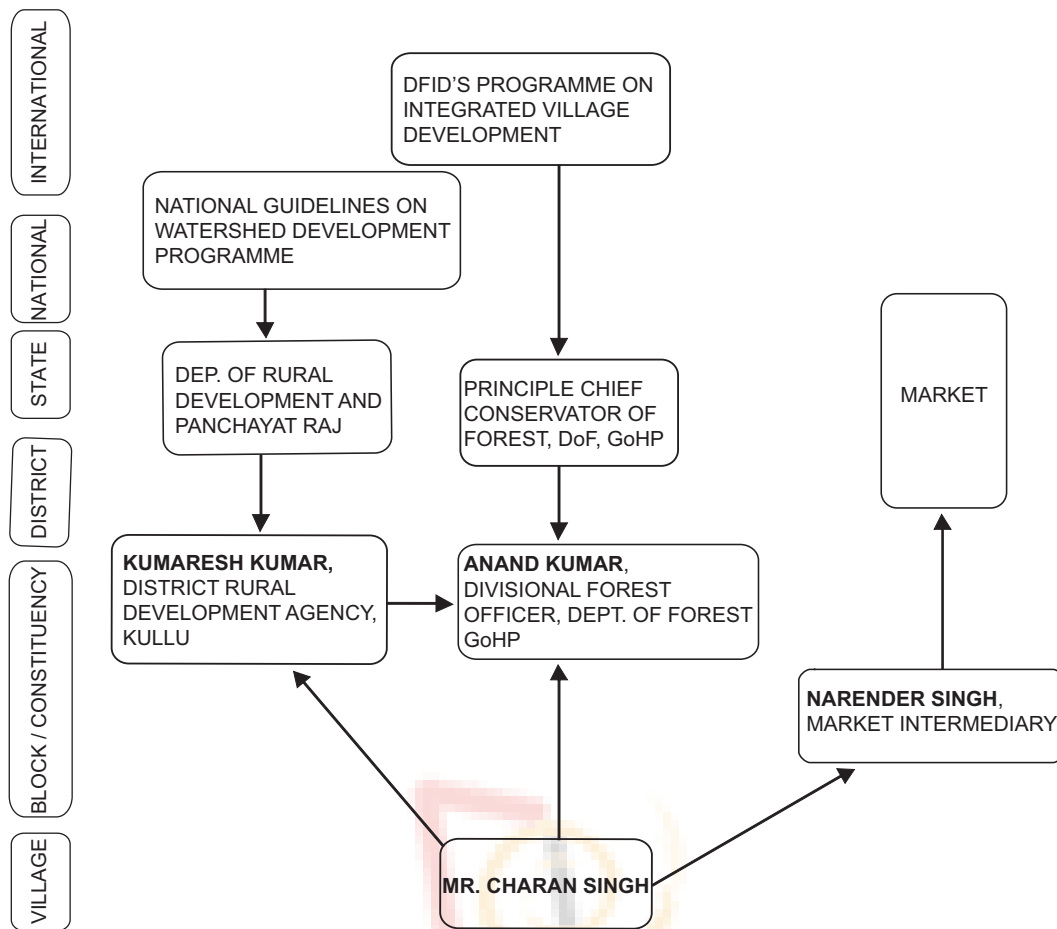 INTERNATIONAL
NATIONAL
STATE
DISTRICT
BLOCK / CONSTITUENCY
VILLAGE
DFID'S PROGRAMME ON
INTEGRATED VILLAGE
DEVELOPMENT
NATIONAL GUIDELINES ON
WATERSHED DEVELOPMENT
PROGRAMME
DEP. OF RURAL
DEVELOPMENT AND
PANCHAYAT RAJ
PRINCIPLE CHIEF
CONSERVATOR OF
FOREST, DoF, GoHP
MARKET
KUMARESH KUMAR,
DISTRICT RURAL
DEVELOPMENT AGENCY,
KULLU
ANAND KUMAR,
DIVISIONAL FOREST
OFFICER, DEPT. OF FOREST
GoHP
NARENDER SINGH,
MARKET INTERMEDIARY
MR. CHARAN SINGH